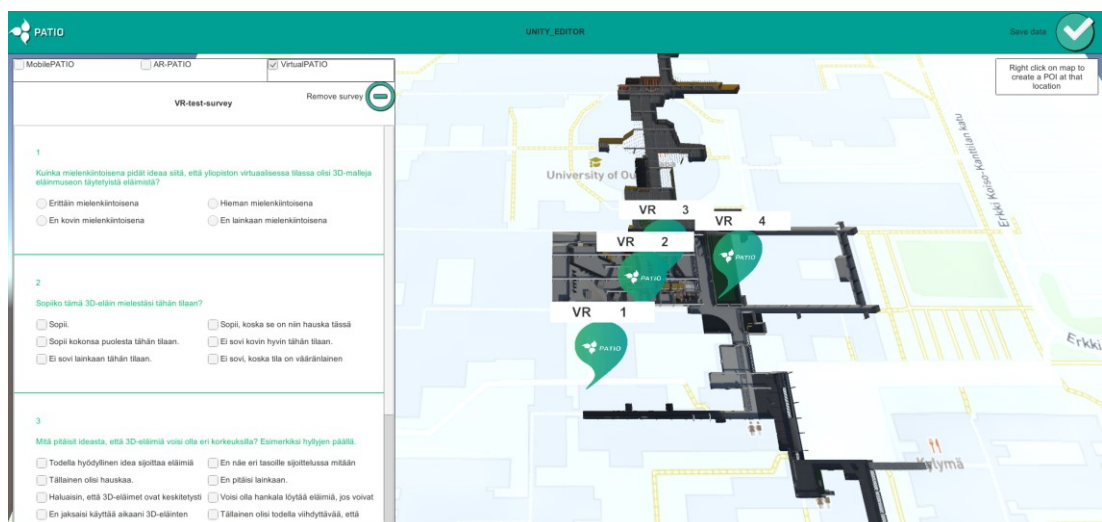 PATIO
UNITY_EDITOR
Save data
MobilePATIO
AR-PATIO
VirtualPATIO
VR-test-survey
Remove survey
1
Kuinka mielenkiintoisena pidät ideaa siitä, että yliopiston virtuaalisessa tilassa olisi 3D-malleja
eläinmuseon täytetyistä eläimistä?
Erittäin mielenkiintoisena
Hieman mielenkiintoisena
En kovin mielenkiintoisena
En lainkaan mielenkiintoisena
2
Sopiiko tämä 3D-eläin mielestäsi tähän tilaan?
Sopii.
Sopii, koska se on niin hauska tässä
Sopii kokonsa puolesta tähän tilaan.
Ei sovi kovin hyvin tähän tilaan.
Ei sovi lainkaan tähän tilaan.
Ei sovi, koska tila on vääränlainen
3
Mitä pitäisit ideasta, että 3D-eläimiä voisi olla eri korkeuksilla? Esimerkiksi hyllyjen päällä.
Todella hyödyllinen idea sijoittaa eläimiä
En näe eri tasoille sijoittelussa mitään
Tällainen olisi hauskaa.
En pitäisi lainkaan.
Haluaisin, että 3D-eläimet ovat keskitetysti
Voisi olla hankala löytää eläimiä, jos voivat
En jaksaisi käyttää aikaani 3D-eläinten
Tällainen olisi todella viihdyttävää, että
Right click on map to
create a POI at that
location
University of Ou
VR 3
VR 4
VR 2
VR 1
PATIO
PATIO
PATIO
Erkki Koiso-Kanttilan katu
Erkki
Kylymä